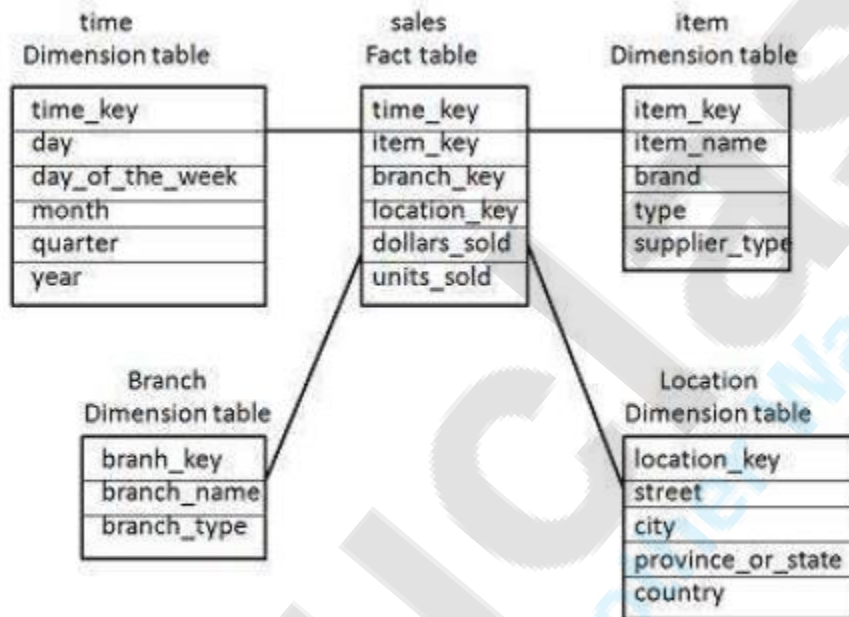 time
Dimension table
time_key
day
day_of_the_week
month
quarter
year
sales
Fact table
time_key
item_key
branch_key
location_key
dollars_sold
units_sold
item
Dimension table
item_key
item_name
brand
type
supplier_type
Branch
Dimension table
branh_key
branch_name
branch_type
Location
Dimension table
location_key
street
city
province_or_state
country